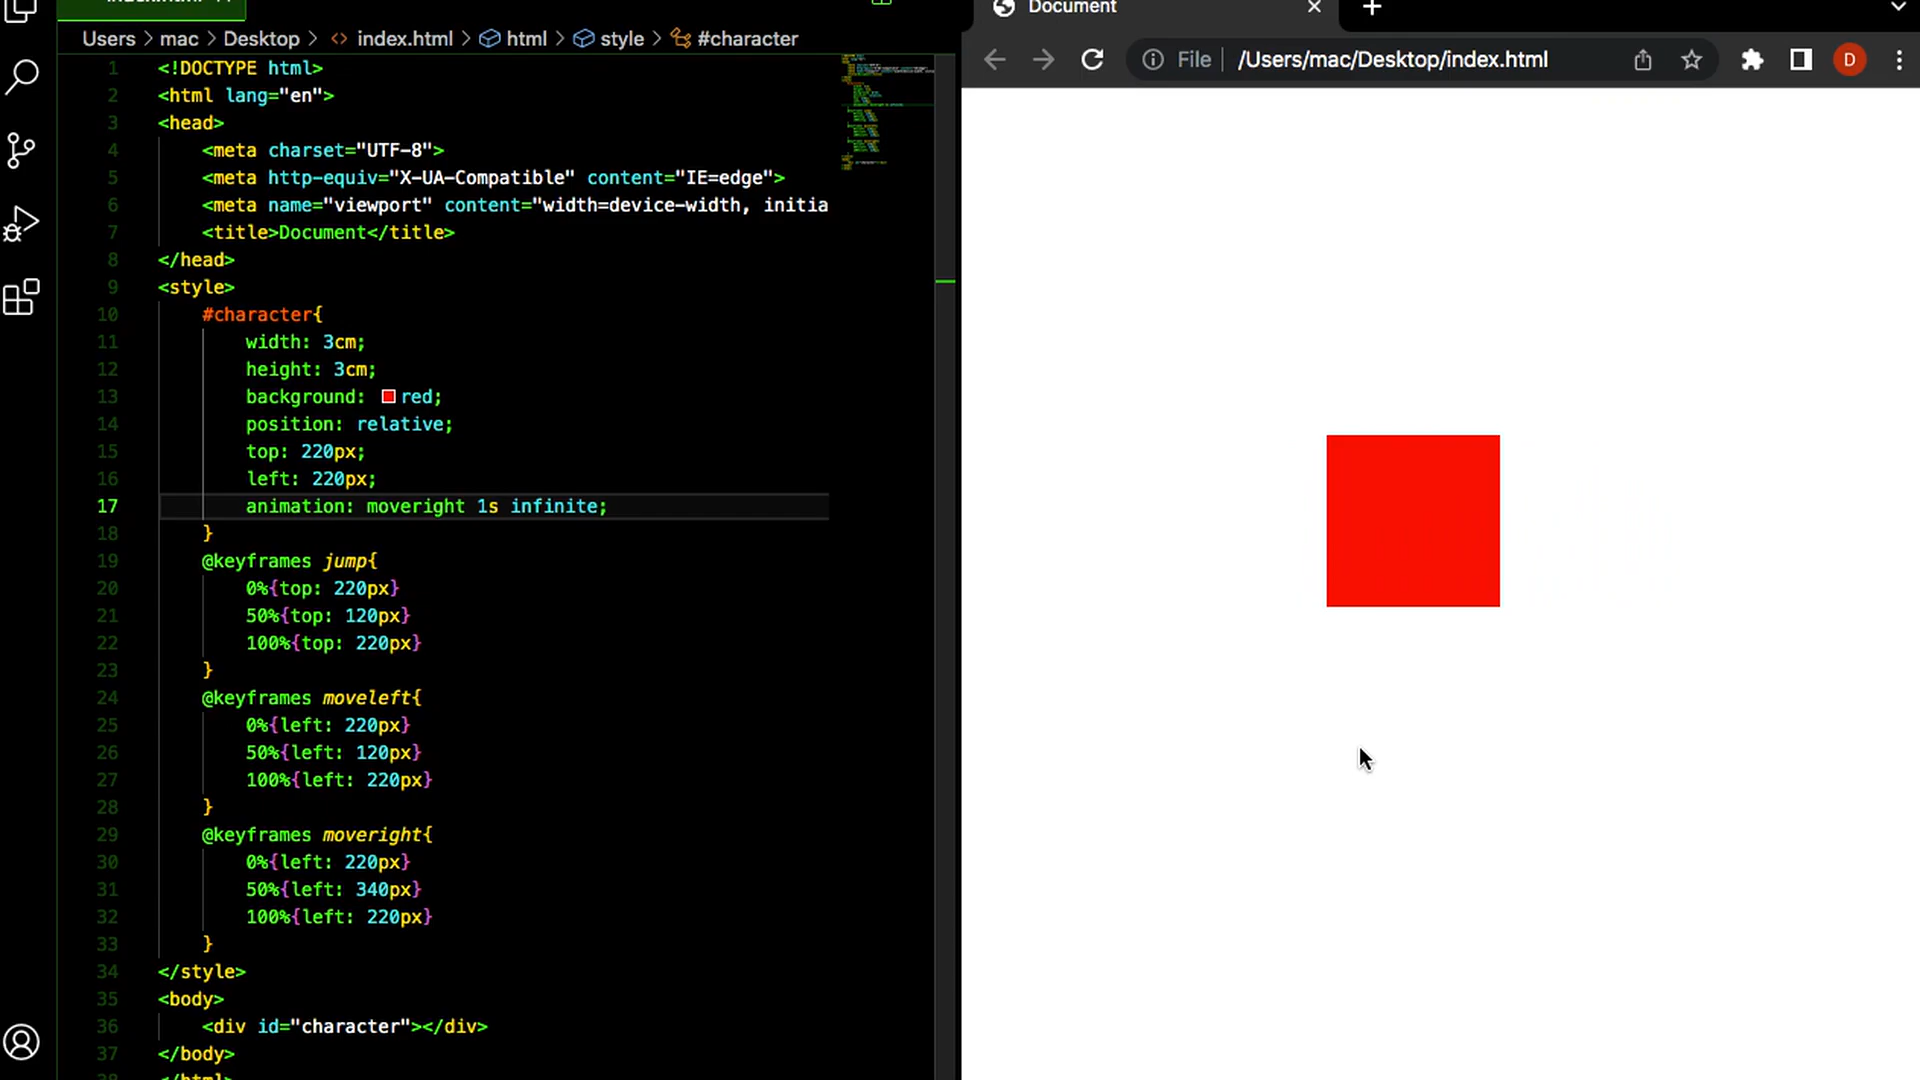 Users > mac > Desktop > <> index.html > html > style > #character
1 <!DOCTYPE html>
2 <html lang="en">
3 <head>
4 <meta charset="UTF-8">
5 <meta http-equiv="X-UA-Compatible" content="IE=edge">
6 <meta name="viewport" content="width=device-width, initia
7 <title>Document</title>
8 </head>
9 <style>
10 #character{
11 width: 3cm;
12 height: 3cm;
13 background: red;
14 position: relative;
15 top: 220px;
16 left: 220px;
17 animation: moveright 1s infinite;
18 }
19 @keyframes jump{
20 0%{top: 220px}
21 50%{top: 120px}
22 100%{top: 220px}
23 }
24 @keyframes moveleft{
25 0%{left: 220px}
26 50%{left: 120px}
27 100%{left: 220px}
28 }
29 @keyframes moveright{
30 0%{left: 220px}
31 50%{left: 340px}
32 100%{left: 220px}
33 }
34 </style>
35 <body>
36 <div id="character"></div>
37 </body>
Document
File /Users/mac/Desktop/index.html D